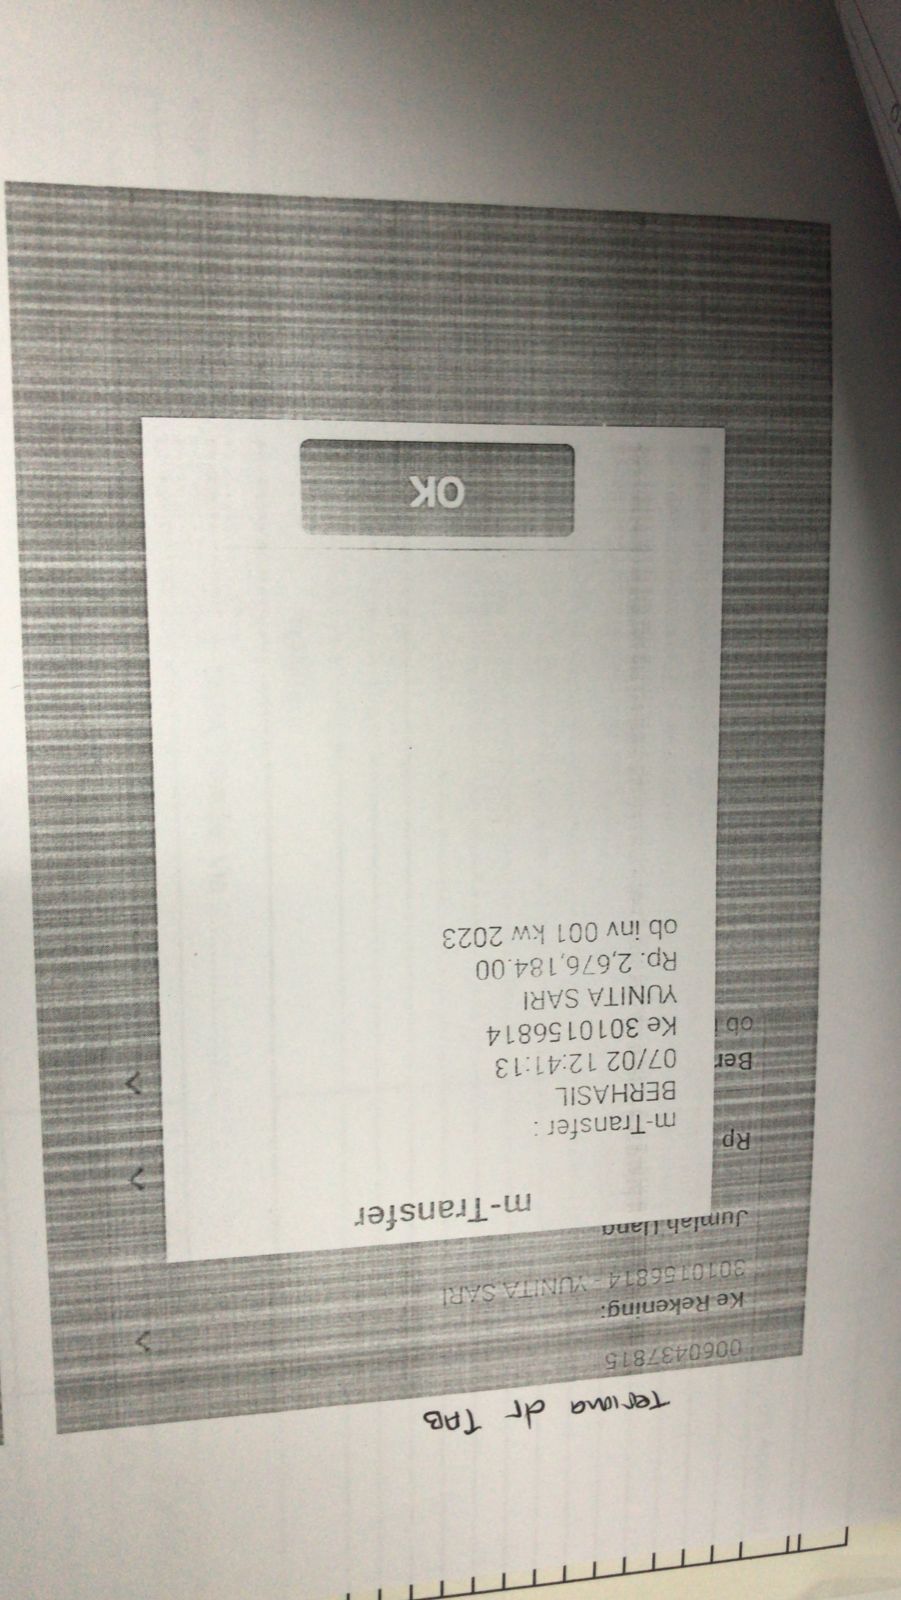 Terima dr TAB
0060437815
Ke Rekening:
3010156814 - YUNITA SARI
Jumlah Uang
m-Transfer
Rp
m-Transfer :
BERHASIL
Ber
07/02 12:41:13
ob i
Ke 3010156814
YUNITA SARI
Rp. 2,676,184.00
ob inv 001 kw 2023
OK